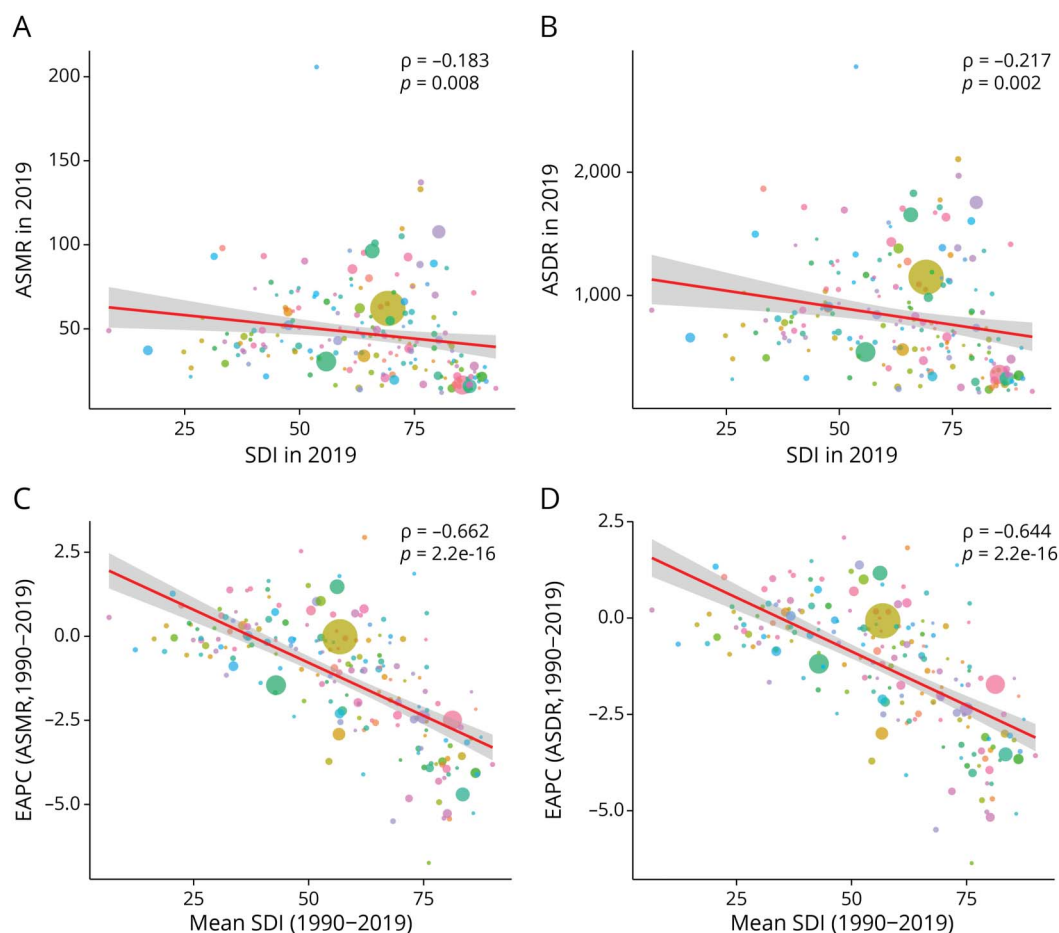 A
ρ = –0.183
p = 0.008
200
150
100
50
ASMR in 2019
25 50 75
SDI in 2019
B
ρ = –0.217
p = 0.002
2,000
1,000
ASDR in 2019
25 50 75
SDI in 2019
C
ρ = –0.662
p = 2.2e-16
2.5
0.0
−2.5
−5.0
EAPC (ASMR,1990−2019)
25 50 75
Mean SDI (1990−2019)
D
ρ = –0.644
p = 2.2e-16
2.5
0.0
−2.5
−5.0
EAPC (ASDR,1990−2019)
25 50 75
Mean SDI (1990−2019)